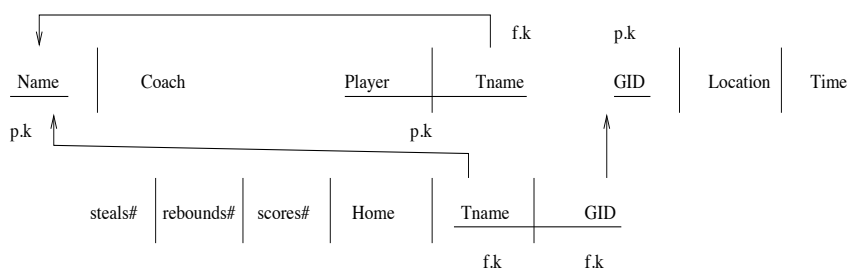 f.k p.k
Name Coach Player Tname GID Location Time
p.k p.k
steals# rebounds# scores# Home Tname GID
f.k f.k